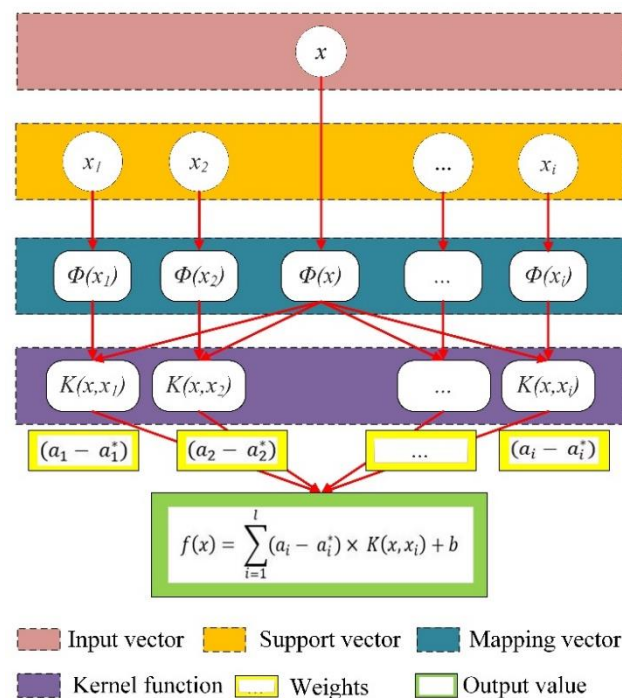 x
x₁ x₂ ... xᵢ
Φ(x₁) Φ(x₂) Φ(x) ... Φ(xᵢ)
K(x,x₁) K(x,x₂) ... K(x,xᵢ)
(a₁ − a₁*) (a₂ − a₂*) ... (aᵢ − aᵢ*)
f(x) = ∑_{i=1}^{l} (aᵢ − aᵢ*) × K(x,xᵢ) + b
Input vector Support vector Mapping vector
Kernel function ... Weights Output value